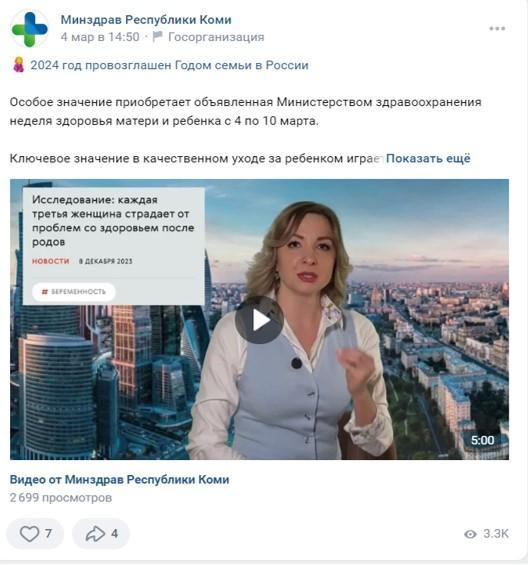 Минздрав Республики Коми
4 мар в 14:50 · Госорганизация
2024 год провозглашен Годом семьи в России
Особое значение приобретает объявленная Министерством здравоохранения
неделя здоровья матери и ребенка с 4 по 10 марта.
Ключевое значение в качественном уходе за ребенком играе Показать ещё
Исследование: каждая
третья женщина страдает от
проблем со здоровьем после
родов
НОВОСТИ 8 ДЕКАБРЯ 2023
# БЕРЕМЕННОСТЬ
5:00
Видео от Минздрав Республики Коми
2 699 просмотров
7 4 3.3K